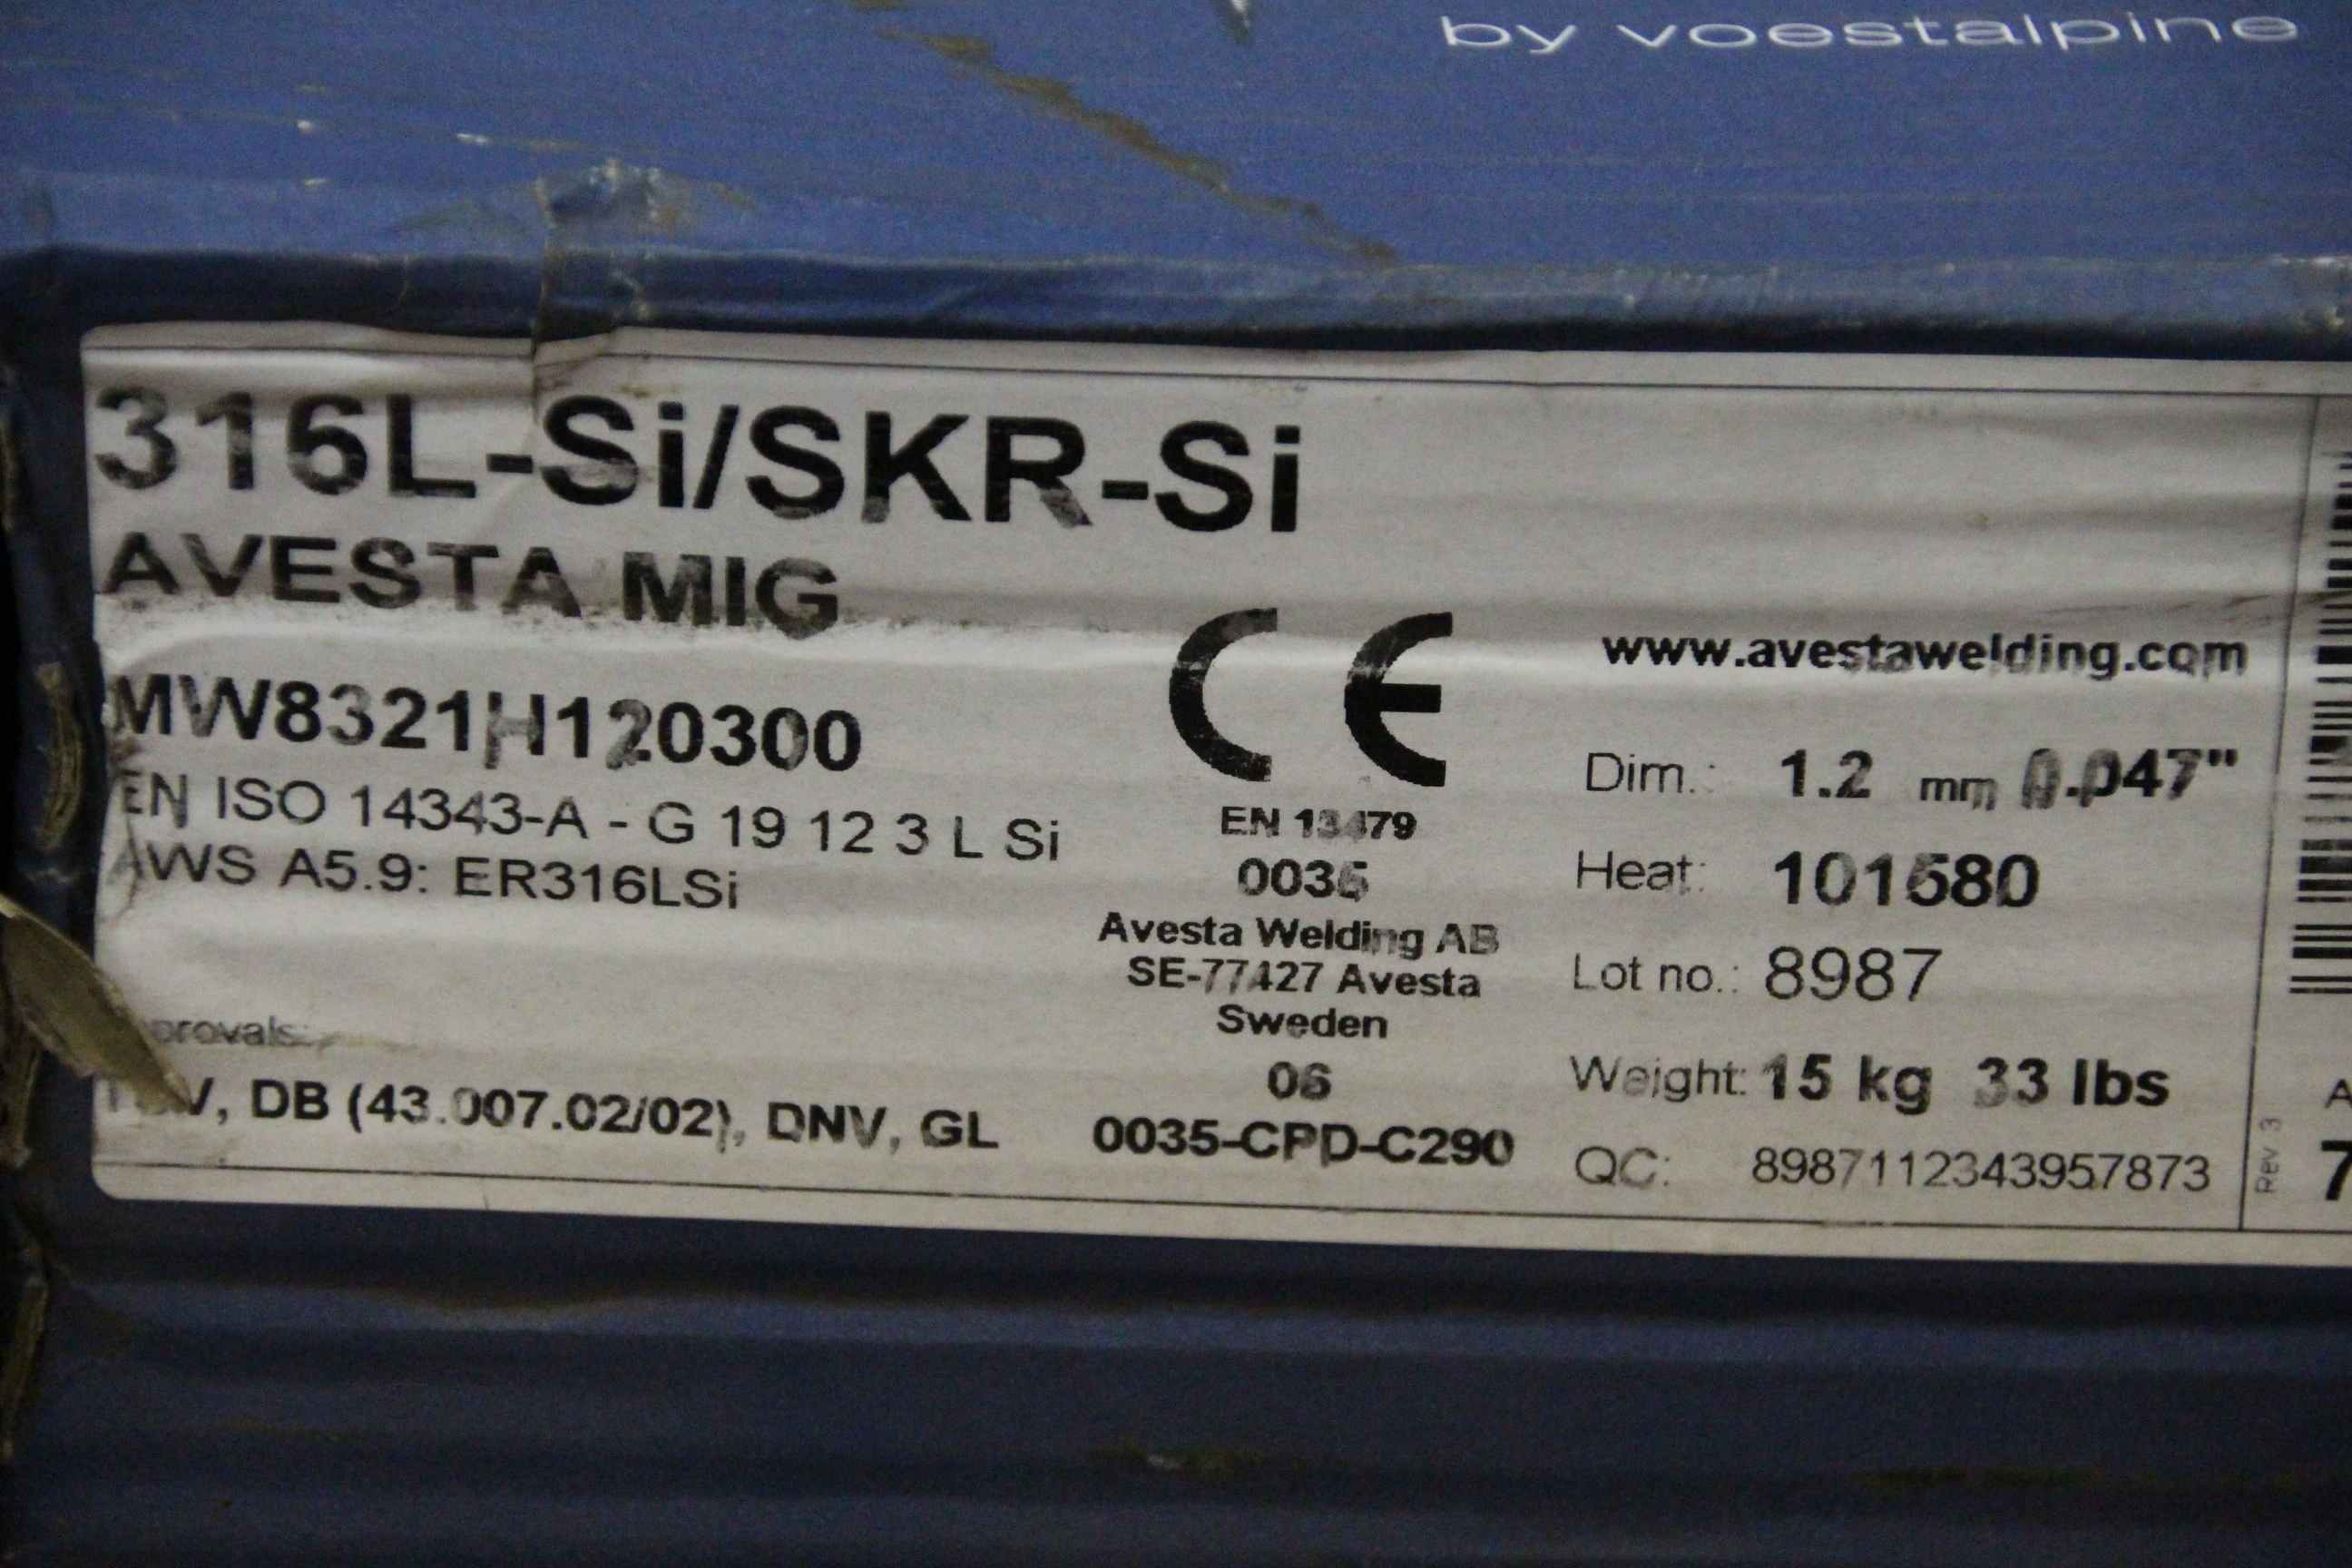 by voestalpine
316L-Si/SKR-Si
AVESTA MIG
MW8321H120300
EN ISO 14343-A - G 19 12 3 L Si
AWS A5.9: ER316LSi
DB (43.007.02/02), DNV, GL
EN 13479
0035
Avesta Welding AB
SE-77427 Avesta
Sweden
06
0035-CPD-C290
www.avestawelding.com
Dim.: 1.2 mm 0.047"
Heat: 101580
Lot no.: 8987
Weight: 15 kg 33 lbs
QC: 8987112343957873
Rev 3